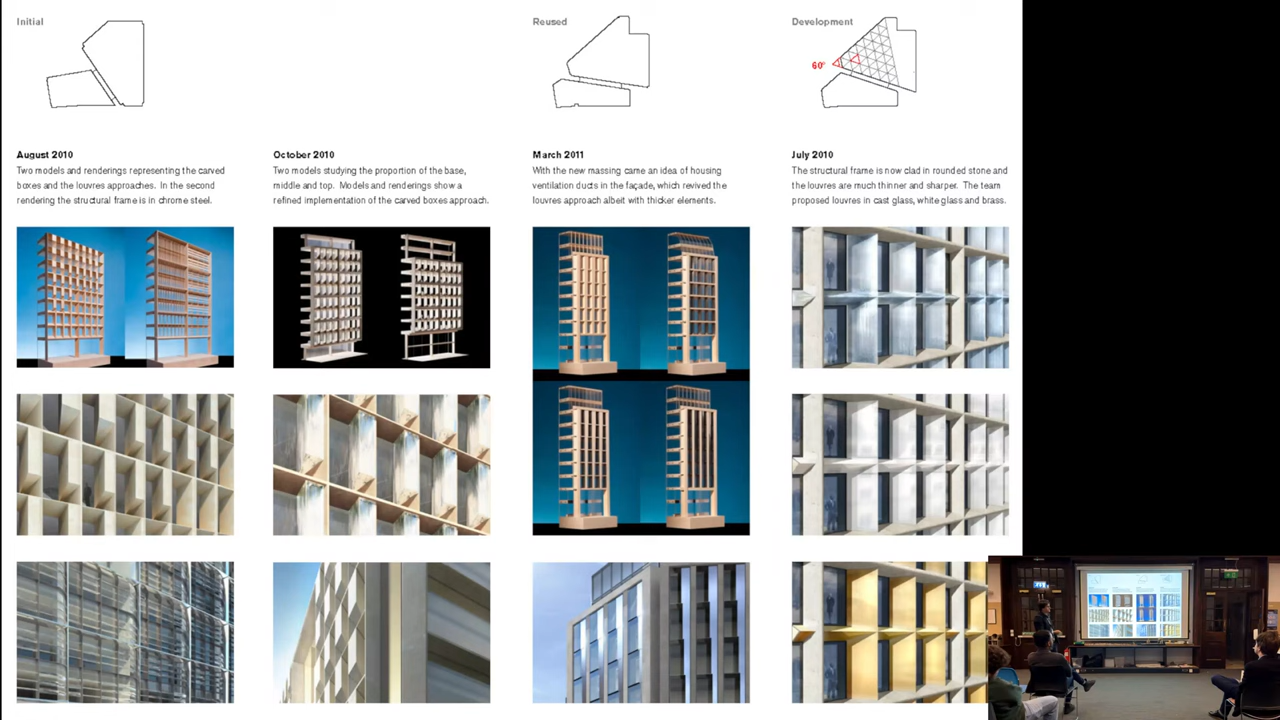 Initial
Reused
Development
60°
August 2010
Two models and renderings representing the carved
boxes and the louvres approaches. In the second
rendering the structural frame is in chrome steel.
October 2010
Two models studying the proportion of the base,
middle and top. Models and renderings show a
refined implementation of the carved boxes approach.
March 2011
With the new massing came an idea of housing
ventilation ducts in the façade, which revived the
louvres approach albeit with thicker elements.
July 2010
The structural frame is now clad in rounded stone and
the louvres are much thinner and sharper. The team
proposed louvres in cast glass, white glass and brass.